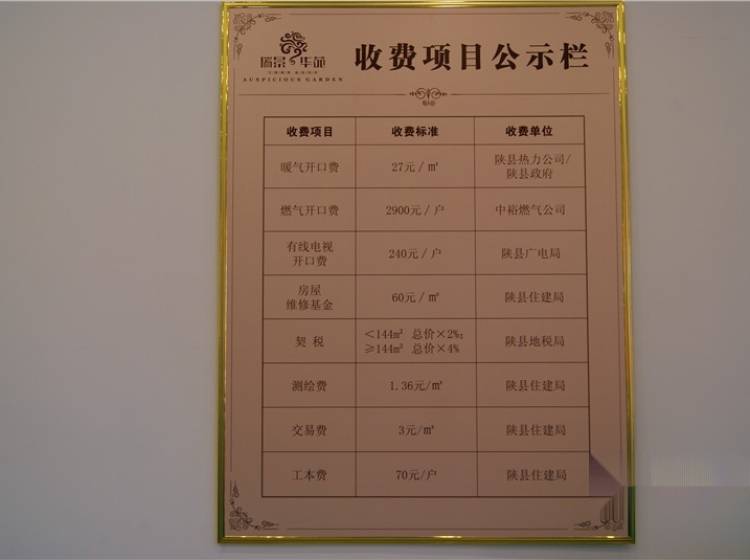 瑞景华苑
AUSPICIOUS GARDEN
收费项目公示栏
收费项目 收费标准 收费单位
暖气开口费 27元/㎡ 陕县热力公司/
陕县政府
燃气开口费 2900元/户 中裕燃气公司
有线电视
开口费 240元/户 陕县广电局
房屋
维修基金 60元/㎡ 陕县住建局
契 税 <144㎡ 总价×2%;
≥144㎡ 总价×4% 陕县地税局
测绘费 1.36元/㎡ 陕县住建局
交易费 3元/㎡ 陕县住建局
工本费 70元/户 陕县住建局